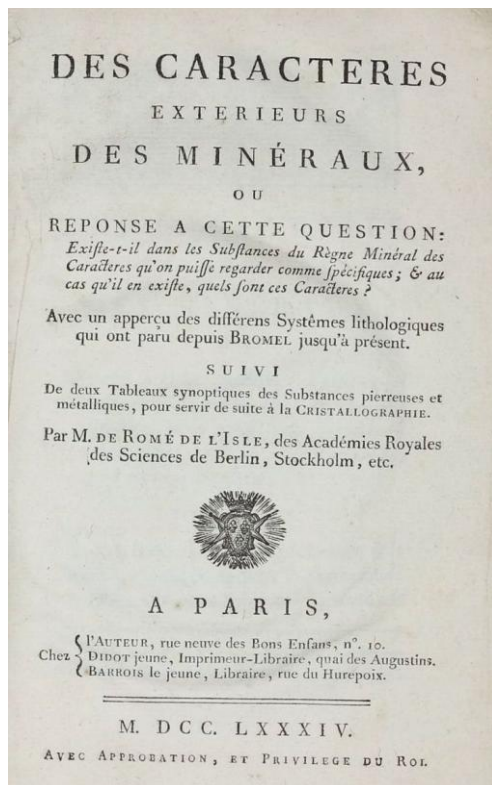 DES CARACTERES
EXTERIEURS
DES MINÉRAUX,
OU
REPONSE A CETTE QUESTION:
Existe-t-il dans les Substances du Règne Minéral des
Caracteres qu'on puisse regarder comme spécifiques; & au
cas qu'il en existe, quels sont ces Caracteres?
Avec un apperçu des différens Systêmes lithologiques
qui ont paru depuis BROMEL jusqu'à présent.
SUIVI
De deux Tableaux synoptiques des Substances pierreuses et
métalliques, pour servir de suite à la CRISTALLOGRAPHIE.
Par M. DE ROMÉ DE L'ISLE, des Académies Royales
des Sciences de Berlin, Stockholm, etc.
A PARIS,
l'AUTEUR, rue neuve des Bons Enfans, n°. 10.
Chez DIDOT jeune, Imprimeur-Libraire, quai des Augustins.
BARROIS le jeune, Libraire, rue du Hurepoix.
M. DCC. LXXXIV.
AVEC APPROBATION, ET PRIVILEGE DU ROI.